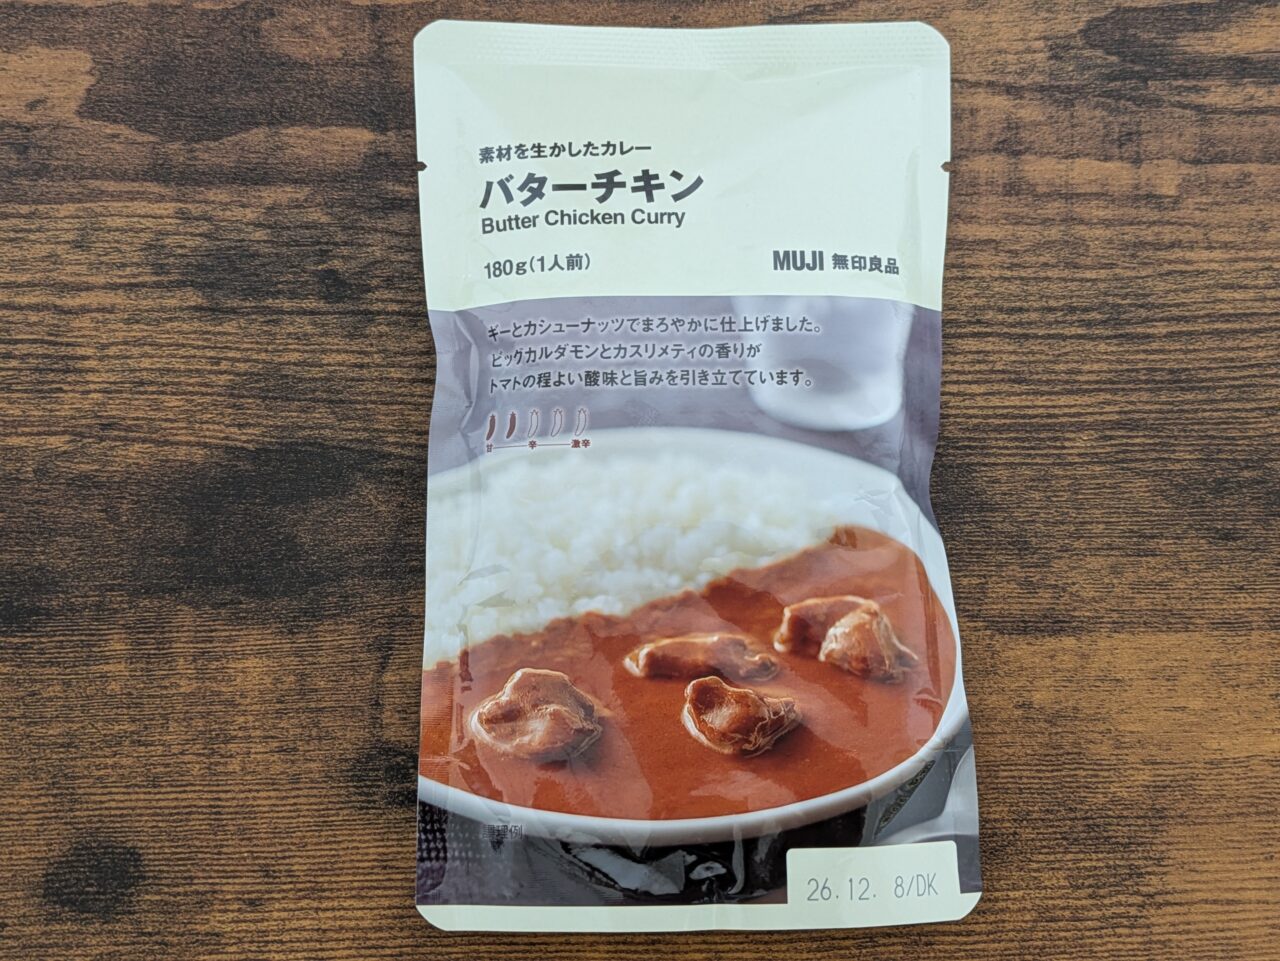 素材を生かしたカレー
バターチキン
Butter Chicken Curry
180g(1人前)
MUJI 無印良品
ギーとカシューナッツでまろやかに仕上げました。
ビッグカルダモンとカスリメティの香りが
トマトの程よい酸味と旨みを引き立てています。
甘 辛 激辛
調理例
26.12. 8/DK